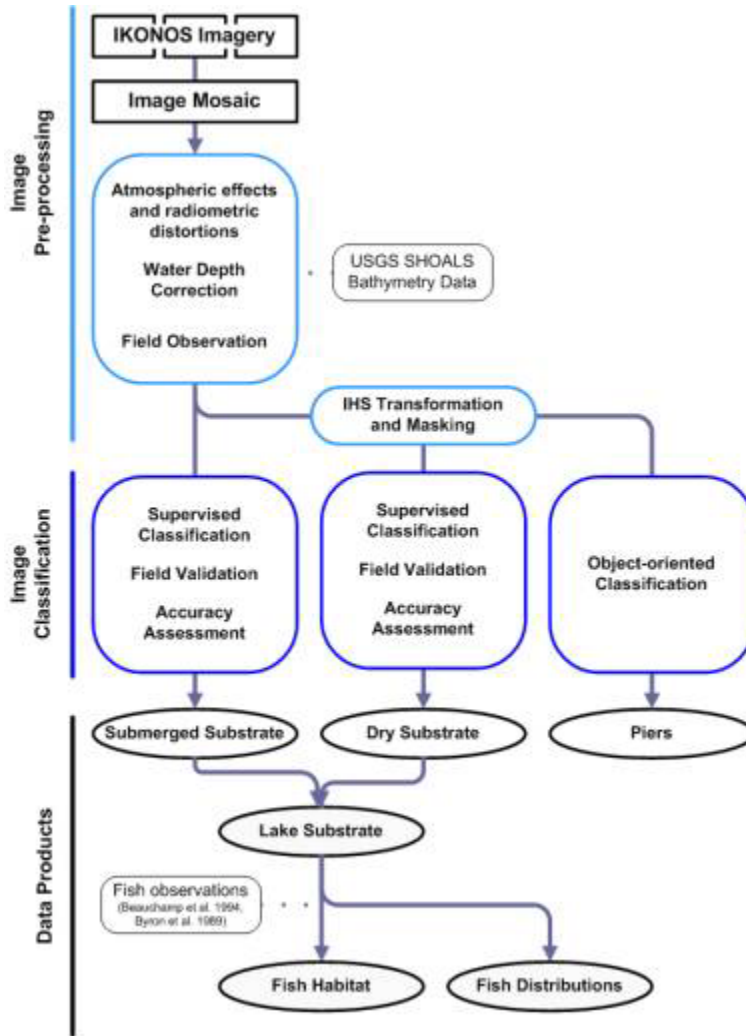 IKONOS Imagery
Image Mosaic
Image
Pre-processing
Atmospheric effects
and radiometric
distortions
Water Depth
Correction
Field Observation
USGS SHOALS
Bathymetry Data
IHS Transformation
and Masking
Image
Classification
Supervised
Classification
Field Validation
Accuracy
Assessment
Supervised
Classification
Field Validation
Accuracy
Assessment
Object-oriented
Classification
Data Products
Submerged Substrate
Dry Substrate
Piers
Lake Substrate
Fish observations
(Beauchamp et al. 1994,
Byron et al. 1989)
Fish Habitat
Fish Distributions